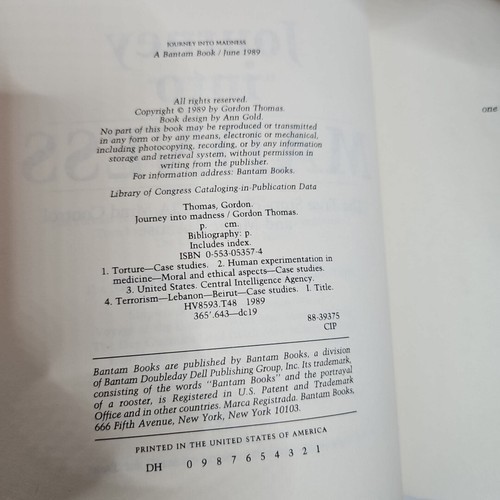 JOURNEY INTO MADNESS
A Bantam Book / June 1989
All rights reserved.
Copyright © 1989 by Gordon Thomas.
Book design by Ann Gold.
No part of this book may be reproduced or transmitted
in any form or by any means, electronic or mechanical,
including photocopying, recording, or by any information
storage and retrieval system, without permission in
writing from the publisher.
For information address: Bantam Books.
Library of Congress Cataloging-in-Publication Data
Thomas, Gordon.
Journey into madness / Gordon Thomas.
p. cm.
Bibliography: p.
Includes index.
ISBN 0-553-05357-4
1. Torture—Case studies. 2. Human experimentation in
medicine—Moral and ethical aspects—Case studies.
3. United States. Central Intelligence Agency.
4. Terrorism—Lebanon—Beirut—Case studies. I. Title.
HV8593.T48 1989
365'.643—dc19
88-39375
CIP
Bantam Books are published by Bantam Books, a division
of Bantam Doubleday Dell Publishing Group, Inc. Its trademark,
consisting of the words "Bantam Books" and the portrayal
of a rooster, is Registered in U.S. Patent and Trademark
Office and in other countries. Marca Registrada. Bantam Books,
666 Fifth Avenue, New York, New York 10103.
PRINTED IN THE UNITED STATES OF AMERICA
DH 0 9 8 7 6 5 4 3 2 1
one